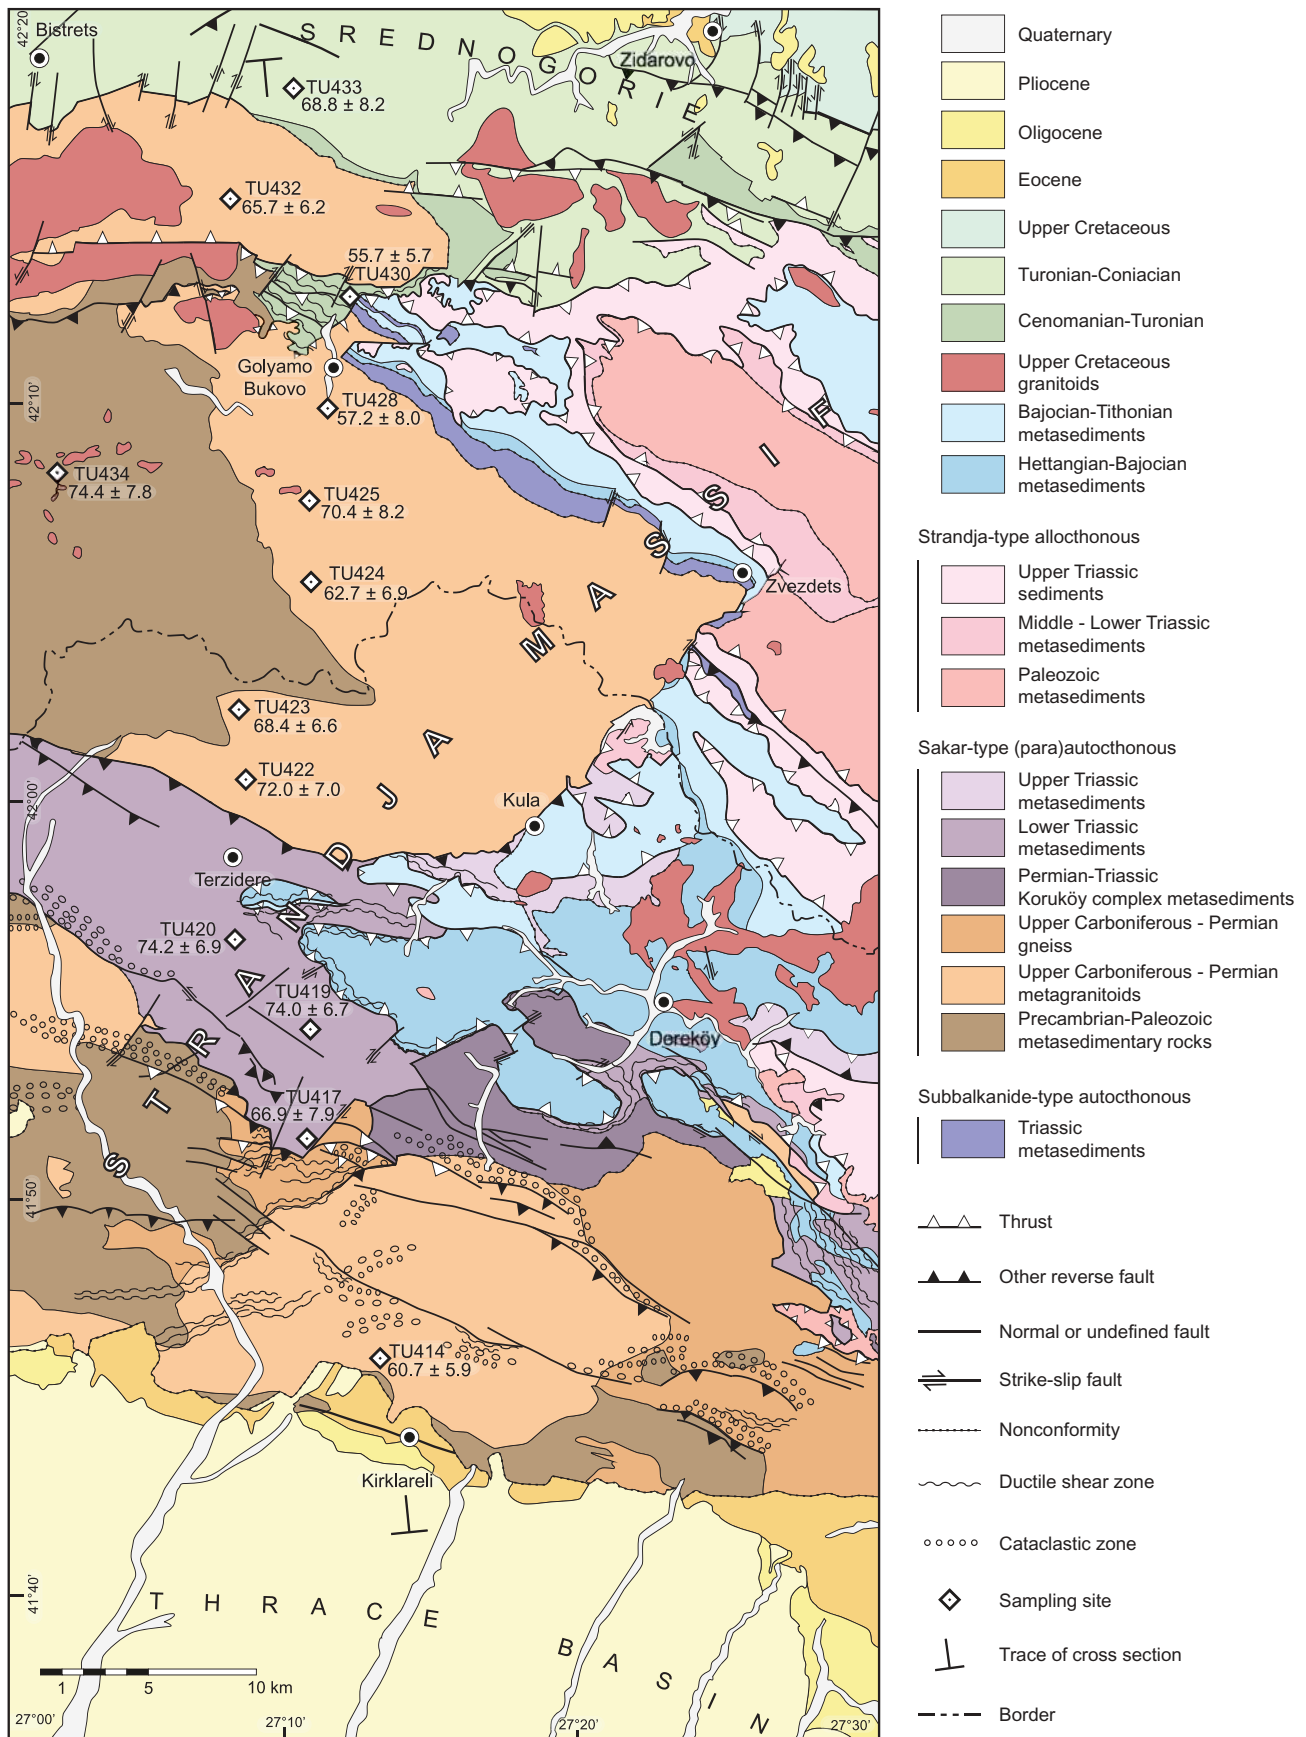 42°20'
Bistrets
SREDNOGORIE
Zidarovo
TU433
68.8 ± 8.2
TU432
65.7 ± 6.2
55.7 ± 5.7
TU430
Golyamo
Bukovo
42°10'
TU428
57.2 ± 8.0
TU434
74.4 ± 7.8
TU425
70.4 ± 8.2
TU424
62.7 ± 6.9
Zvezdets
TU423
68.4 ± 6.6
TU422
72.0 ± 7.0
42°00'
Kula
Terzidere
TU420
74.2 ± 6.9
TU419
74.0 ± 6.7
Dereköy
TU417
66.9 ± 7.9
STRANDJA MASSIF
41°50'
TU414
60.7 ± 5.9
Kirklareli
41°40'
THRACE BASIN
1 5 10 km
27°00' 27°10' 27°20' 27°30'
Quaternary
Pliocene
Oligocene
Eocene
Upper Cretaceous
Turonian-Coniacian
Cenomanian-Turonian
Upper Cretaceous
granitoids
Bajocian-Tithonian
metasediments
Hettangian-Bajocian
metasediments
Strandja-type allocthonous
Upper Triassic
sediments
Middle - Lower Triassic
metasediments
Paleozoic
metasediments
Sakar-type (para)autocthonous
Upper Triassic
metasediments
Lower Triassic
metasediments
Permian-Triassic
Koruköy complex metasediments
Upper Carboniferous - Permian
gneiss
Upper Carboniferous - Permian
metagranitoids
Precambrian-Paleozoic
metasedimentary rocks
Subbalkanide-type autocthonous
Triassic
metasediments
Thrust
Other reverse fault
Normal or undefined fault
Strike-slip fault
Nonconformity
Ductile shear zone
Cataclastic zone
Sampling site
Trace of cross section
Border